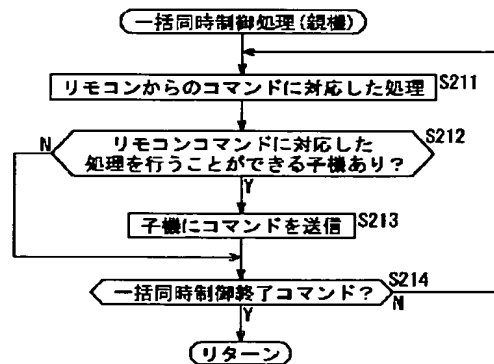 一括同時制御処理(親機)
リモコンからのコマンドに対応した処理
S211
リモコンコマンドに対応した
処理を行うことができる子機あり?
S212
N
Y
子機にコマンドを送信
S213
一括同時制御終了コマンド?
S214
N
Y
リターン